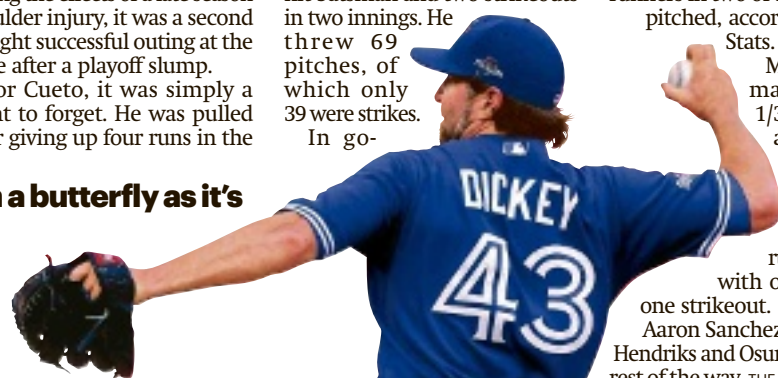 ulder injury, it was a second
ght successful outing at the
e after a playoff slump.
or Cueto, it was simply a
nt to forget. He was pulled
r giving up four runs in the
a butterfly as it's
in two innings. He
threw 69
pitches, of
which only
39 were strikes.
In go-
DICKEY
43
pitched, accor
Stats.
M
ma
1/3
a
r
with o
one strikeout.
Aaron Sanchez
Hendriks and Osu
rest of the way. THE